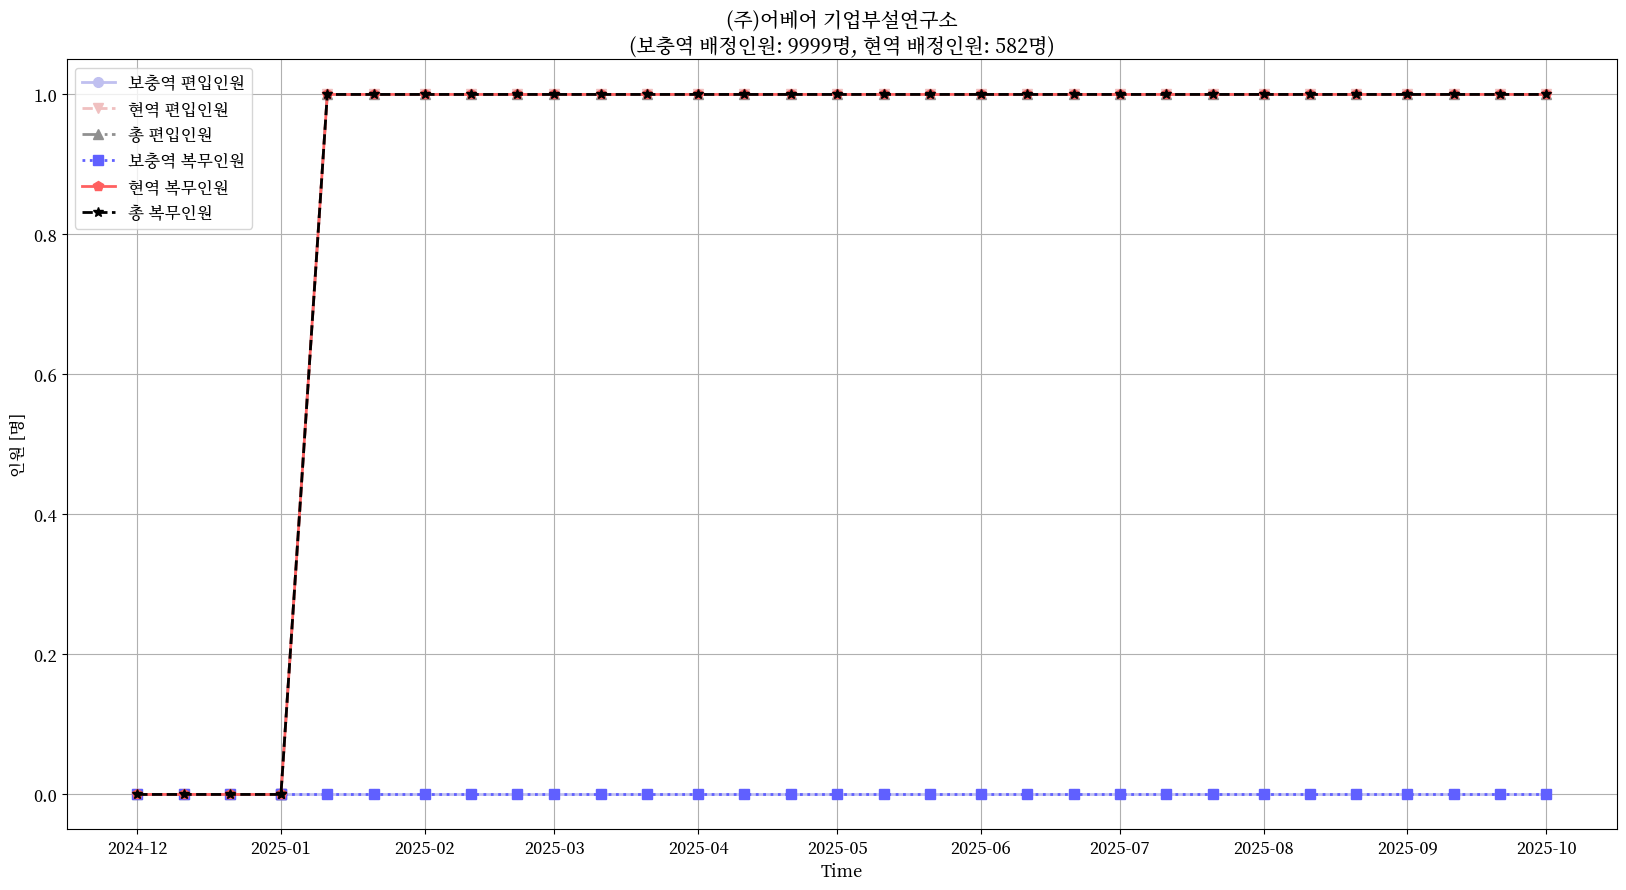 (주)어베어 기업부설연구소
(보충역 배정인원: 9999명, 현역 배정인원: 582명)
보충역 편입인원
현역 편입인원
총 편입인원
보충역 복무인원
현역 복무인원
총 복무인원
1.0
0.8
0.6
0.4
0.2
0.0
인원 [명]
2024-12 2025-01 2025-02 2025-03 2025-04 2025-05 2025-06 2025-07 2025-08 2025-09 2025-10
Time